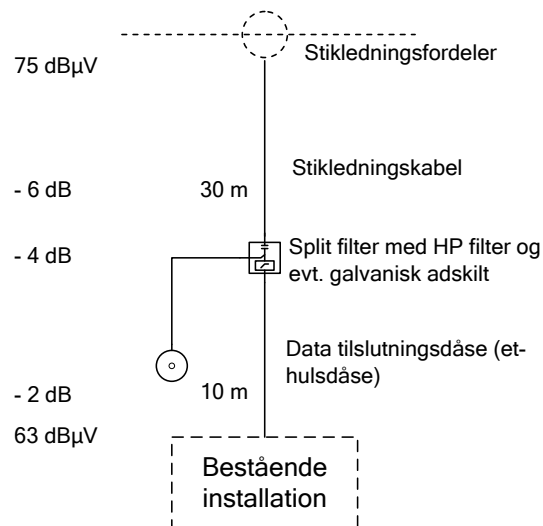 Stikledningsfordeler
75 dBµV
Stikledningskabel
- 6 dB
30 m
Split filter med HP filter og
- 4 dB
evt. galvanisk adskilt
Data tilslutningsdåse (et-
hulsdåse)
- 2 dB
10 m
63 dBµV
Bestående
installation